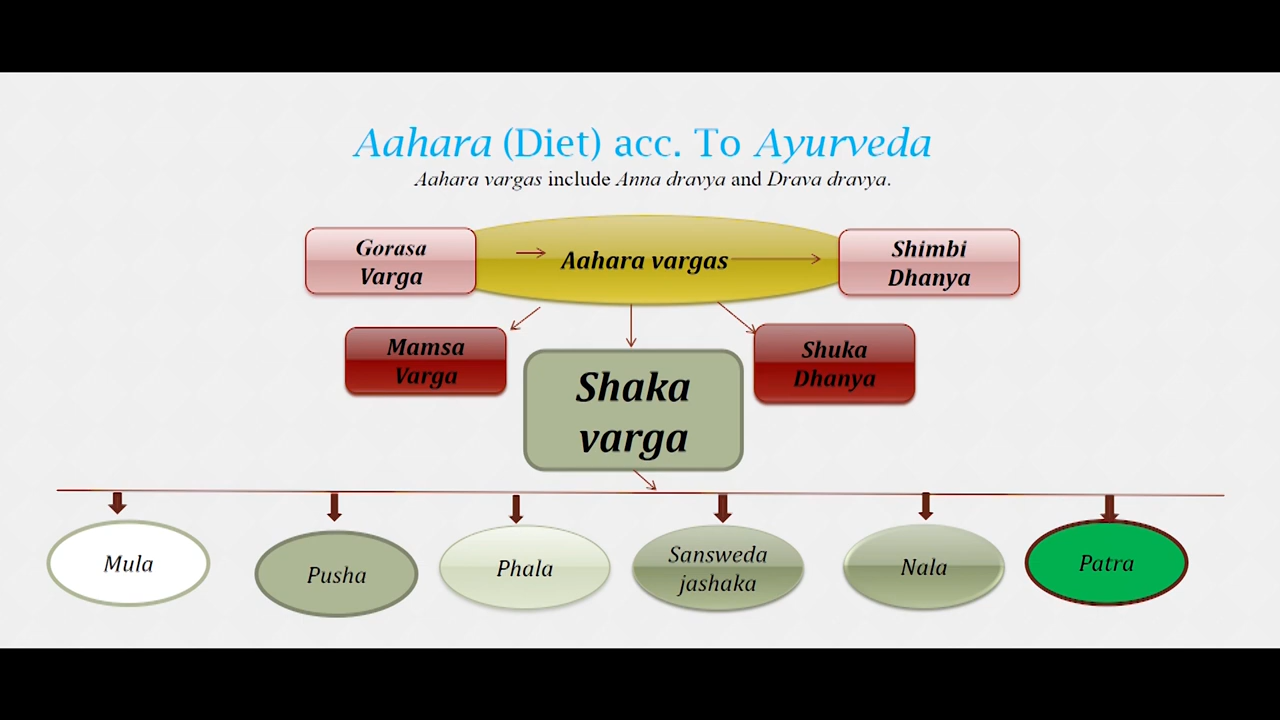 Aahara (Diet) acc. To Ayurveda
Aahara vargas include Anna dravya and Drava dravya.
Gorasa
Varga
Aahara vargas
Shimbi
Dhanya
Mamsa
Varga
Shaka
varga
Shuka
Dhanya
Mula
Pusha
Phala
Sansweda
jashaka
Nala
Patra